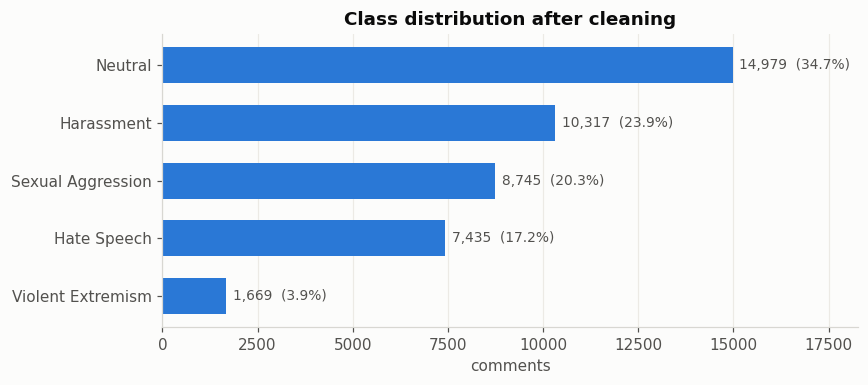 Class distribution after cleaning
Neutral 14,979 (34.7%)
Harassment 10,317 (23.9%)
Sexual Aggression 8,745 (20.3%)
Hate Speech 7,435 (17.2%)
Violent Extremism 1,669 (3.9%)
0 2500 5000 7500 10000 12500 15000 17500
comments